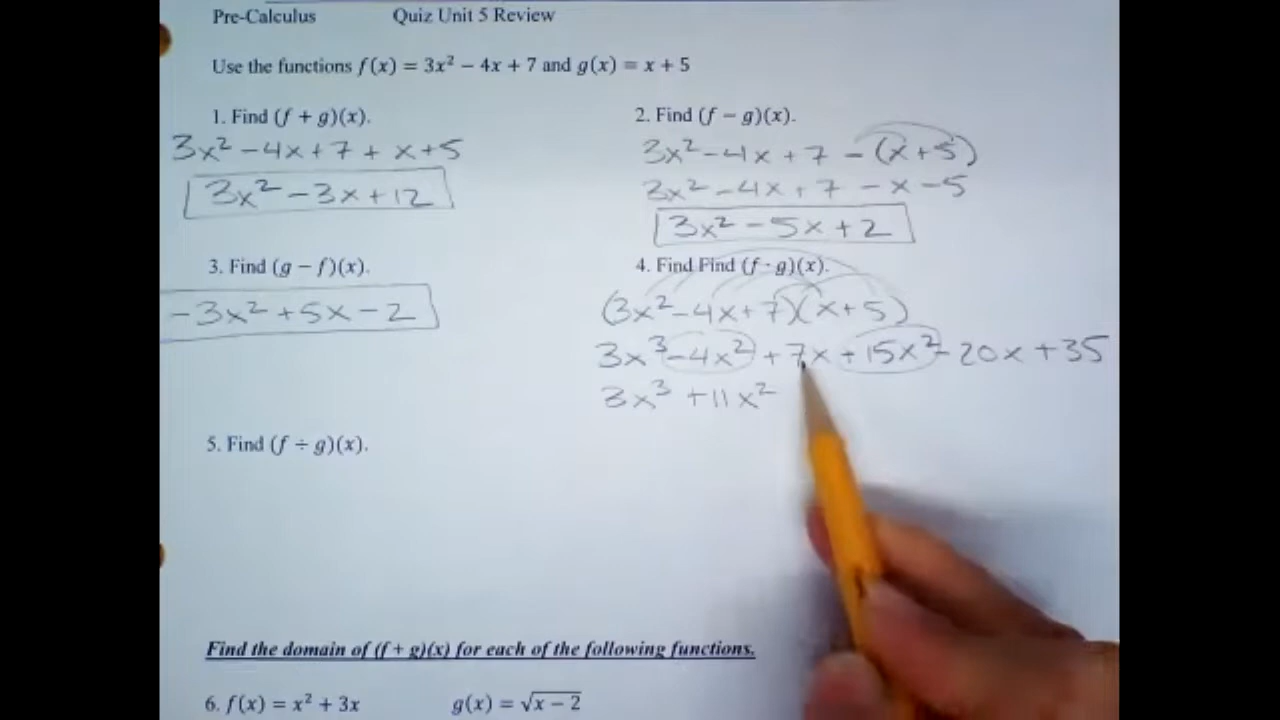 Pre-Calculus Quiz Unit 5 Review
Use the functions f(x) = 3x² − 4x + 7 and g(x) = x + 5
1. Find (f + g)(x).
3x² − 4x + 7 + x + 5
3x² − 3x + 12
2. Find (f − g)(x).
3x² − 4x + 7 − (x + 5)
3x² − 4x + 7 − x − 5
3x² − 5x + 2
3. Find (g − f)(x).
−3x² + 5x − 2
4. Find Find (f · g)(x).
(3x² − 4x + 7)(x + 5)
3x³ − 4x² + 7x + 15x² − 20x + 35
3x³ + 11x²
5. Find (f ÷ g)(x).
Find the domain of (f + g)(x) for each of the following functions.
6. f(x) = x² + 3x g(x) = √x − 2